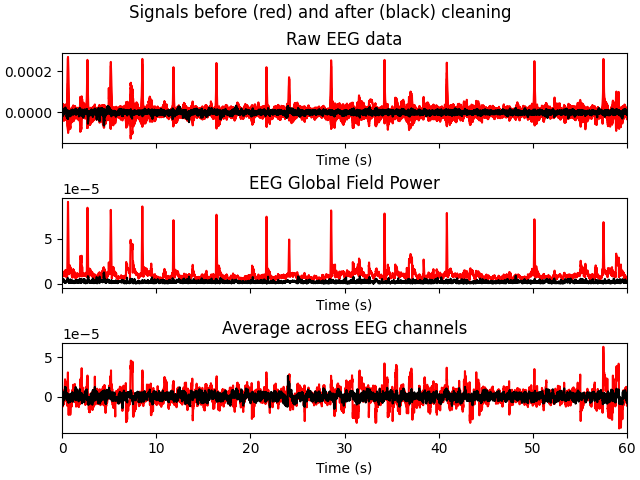 Signals before (red) and after (black) cleaning
Raw EEG data
0.0002
0.0000
Time (s)
EEG Global Field Power
1e−5
5
0
Time (s)
Average across EEG channels
1e−5
5
0
0 10 20 30 40 50 60
Time (s)